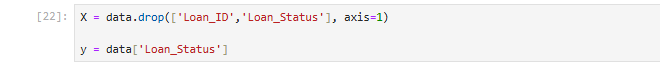 [22]:
X = data.drop(['Loan_ID','Loan_Status'], axis=1)
y = data['Loan_Status']